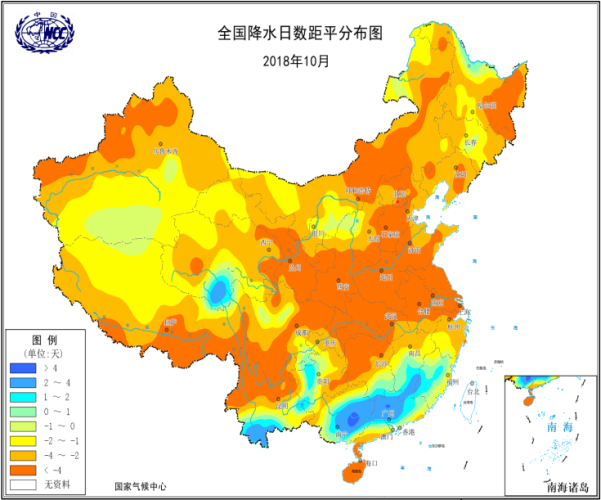 中国
NCC
全国降水日数距平分布图
2018年10月
乌鲁木齐
哈尔滨
长春
沈阳
呼和浩特
北京
天津
石家庄
太原
济南
银川
西宁
兰州
郑州
西安
南京
合肥
上海
杭州
武汉
成都
重庆
拉萨
南昌
长沙
贵阳
福州
台北
昆明
南宁
广州
香港
澳门
海口
图 例
(单位:天)
> 4
2 ~ 4
1 ~ 2
0 ~ 1
-1 ~ 0
-2 ~ -1
-4 ~ -2
< -4
无资料
国家气候中心
南 海
南海诸岛